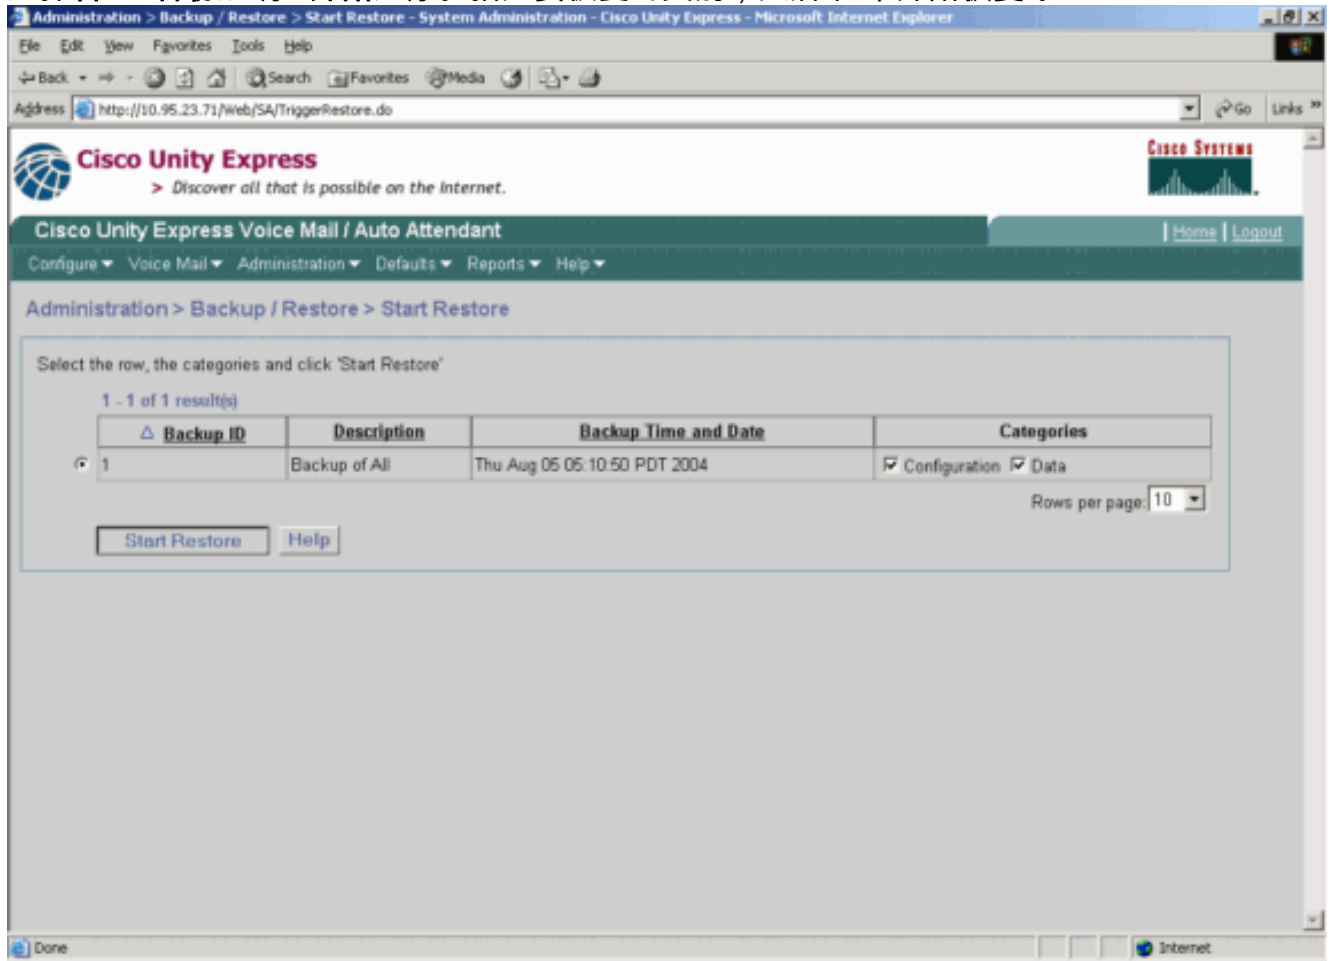 Administration > Backup / Restore > Start Restore - System Administration - Cisco Unity Express - Microsoft Internet Explorer
File Edit View Favorites Tools Help
Back Search Favorites Media
Address http://10.95.23.71/Web/SA/TriggerRestore.do Go Links »
Cisco Unity Express
> Discover all that is possible on the Internet.
CISCO SYSTEMS
Cisco Unity Express Voice Mail / Auto Attendant
Home | Logout
Configure Voice Mail Administration Defaults Reports Help
Administration > Backup / Restore > Start Restore
Select the row, the categories and click 'Start Restore'
1 - 1 of 1 result(s)
Backup ID Description Backup Time and Date Categories
1 Backup of All Thu Aug 05 05:10:50 PDT 2004 Configuration Data
Rows per page: 10
Start Restore Help
Done Internet